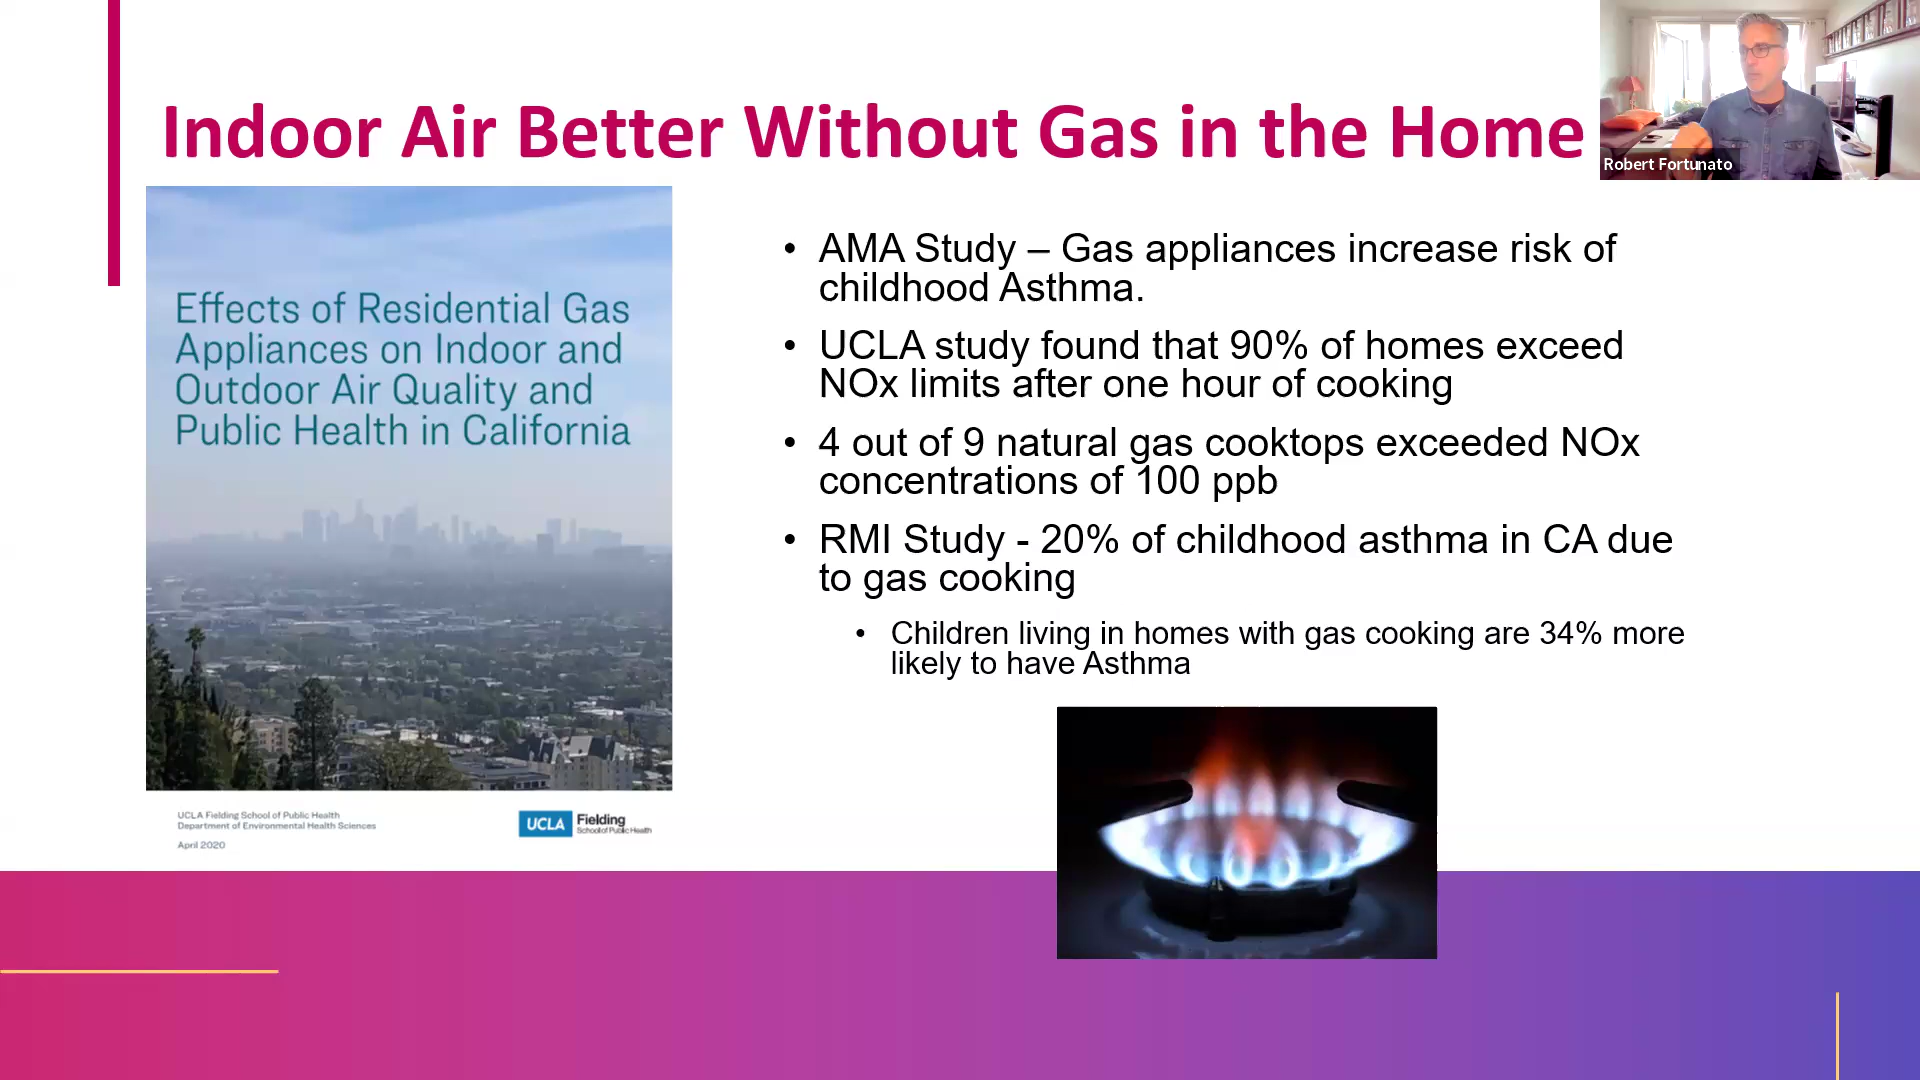 Indoor Air Better Without Gas in the Home
Robert Fortunato
Effects of Residential Gas
Appliances on Indoor and
Outdoor Air Quality and
Public Health in California
UCLA Fielding School of Public Health
Department of Environmental Health Sciences
April 2020
UCLA Fielding
School of Public Health
• AMA Study – Gas appliances increase risk of
childhood Asthma.
• UCLA study found that 90% of homes exceed
NOx limits after one hour of cooking
• 4 out of 9 natural gas cooktops exceeded NOx
concentrations of 100 ppb
• RMI Study - 20% of childhood asthma in CA due
to gas cooking
• Children living in homes with gas cooking are 34% more
likely to have Asthma